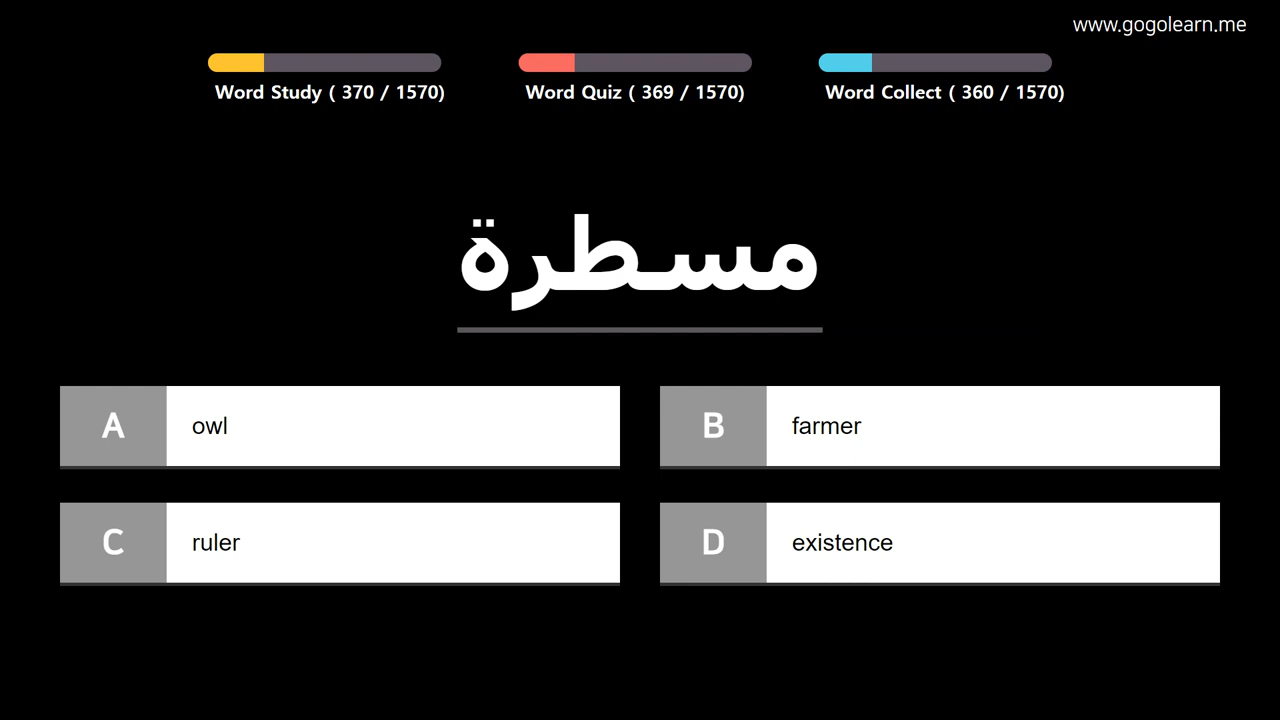 www.gogolearn.me
Word Study ( 370 / 1570)
Word Quiz ( 369 / 1570)
Word Collect ( 360 / 1570)
مسطرة
A owl
B farmer
C ruler
D existence